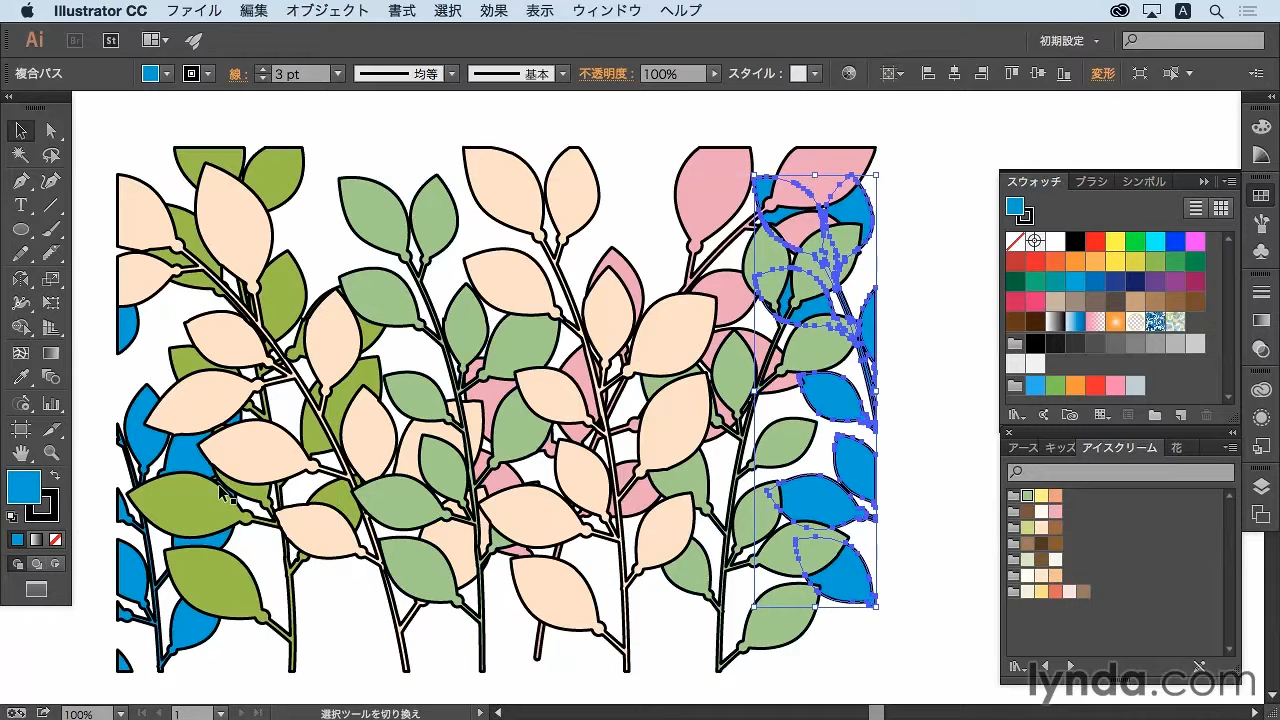 Illustrator CC ファイル 編集 オブジェクト 書式 選択 効果 表示 ウィンドウ ヘルプ A
Ai Br St 初期設定
複合パス 線 : 3 pt 均等 基本 不透明度 : 100% スタイル : 変形
スウォッチ ブラシ シンボル
アース キッズ アイスクリーム 花
T
lynda.com
100% 1 選択ツールを切り換え